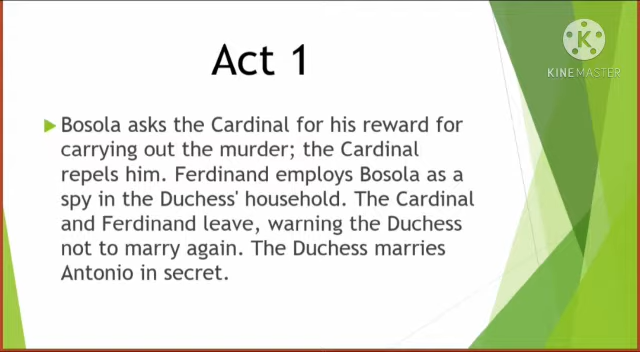 Act 1
KINEMASTER
Bosola asks the Cardinal for his reward for
carrying out the murder; the Cardinal
repels him. Ferdinand employs Bosola as a
spy in the Duchess' household. The Cardinal
and Ferdinand leave, warning the Duchess
not to marry again. The Duchess marries
Antonio in secret.